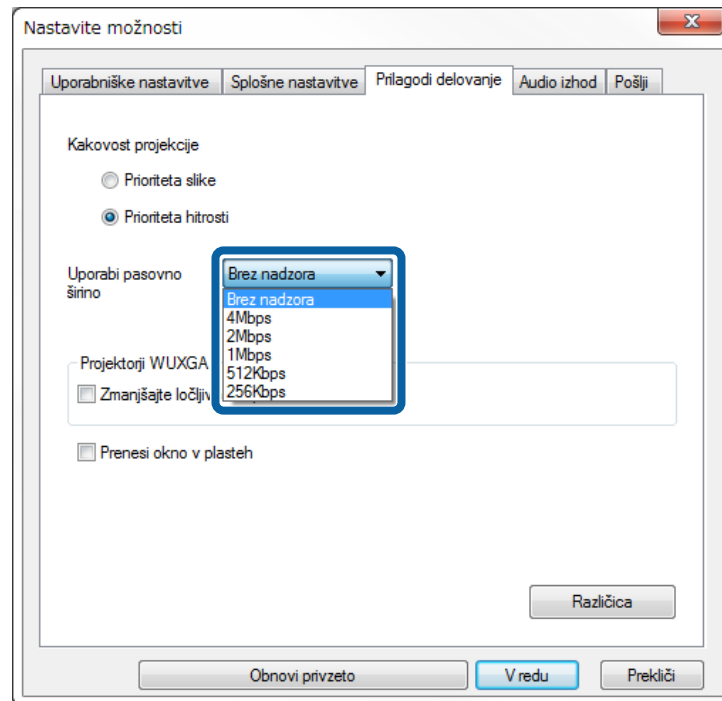 Nastavite možnosti
Uporabniške nastavitve Splošne nastavitve Prilagodi delovanje Audio izhod Pošlji
Kakovost projekcije
Prioriteta slike
Prioriteta hitrosti
Uporabi pasovno širino
Brez nadzora
Brez nadzora
4Mbps
2Mbps
1Mbps
512Kbps
256Kbps
Projektorji WUXGA
Zmanjšajte
Prenesi okno v plasteh
Različica
Obnovi privzeto V redu Prekliči